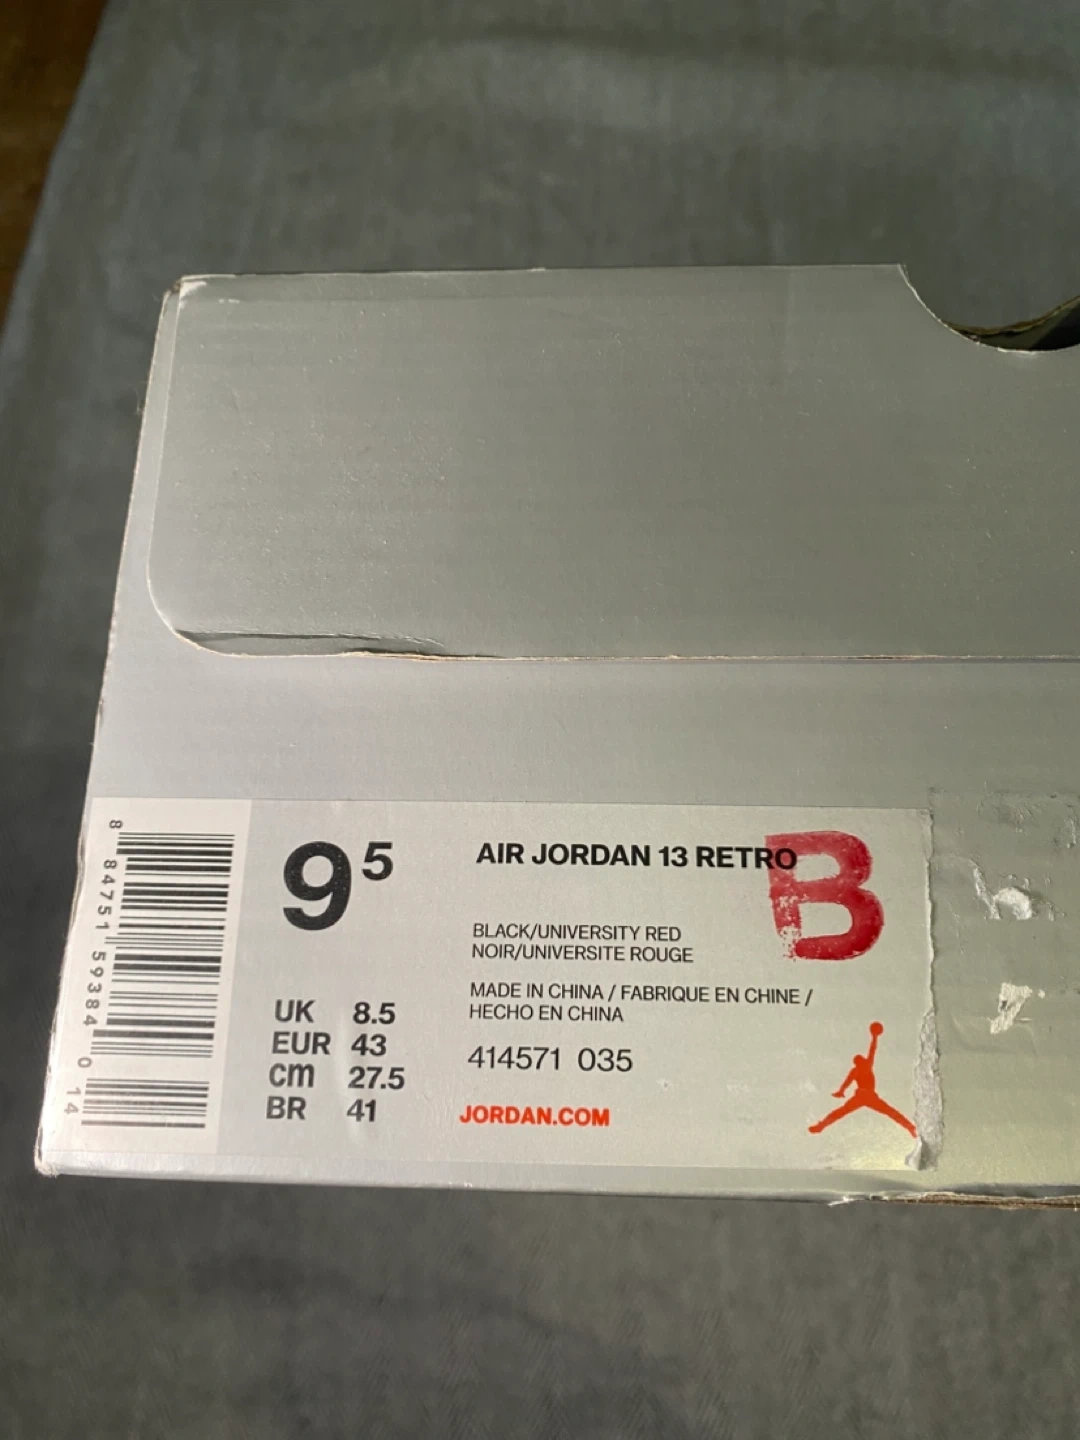 8 84751 59384 0 14
9 5
AIR JORDAN 13 RETRO
B
BLACK/UNIVERSITY RED
NOIR/UNIVERSITE ROUGE
MADE IN CHINA / FABRIQUE EN CHINE /
HECHO EN CHINA
UK 8.5
EUR 43
cm 27.5
BR 41
414571 035
JORDAN.COM